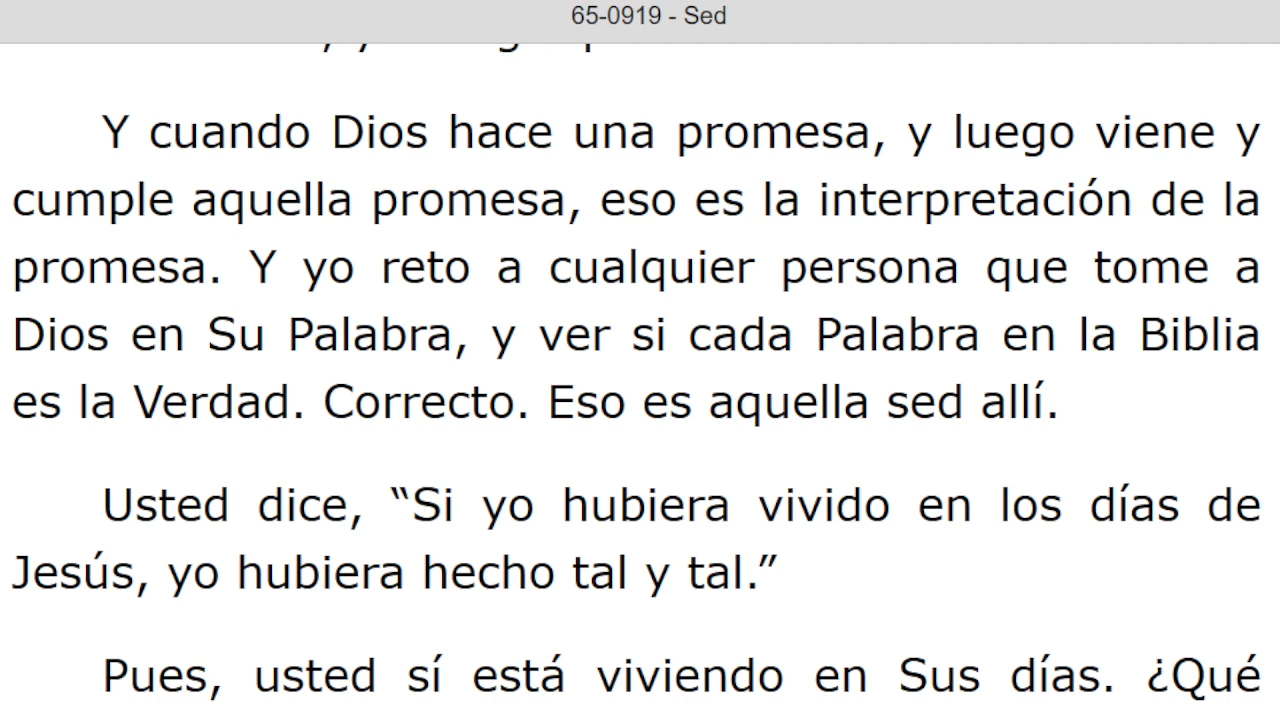 65-0919 - Sed
Y cuando Dios hace una promesa, y luego viene y
cumple aquella promesa, eso es la interpretación de la
promesa. Y yo reto a cualquier persona que tome a
Dios en Su Palabra, y ver si cada Palabra en la Biblia
es la Verdad. Correcto. Eso es aquella sed allí.
Usted dice, “Si yo hubiera vivido en los días de
Jesús, yo hubiera hecho tal y tal.”
Pues, usted sí está viviendo en Sus días. ¿Qué